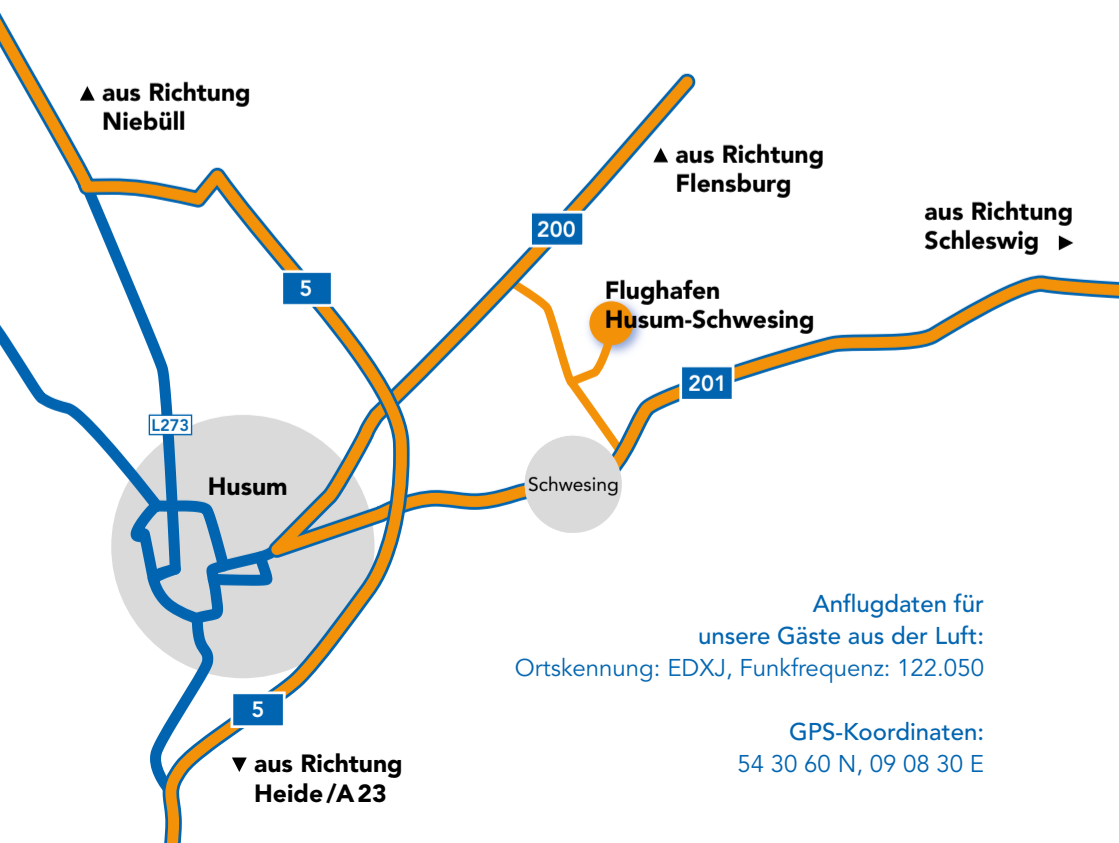 ▲ aus Richtung
Niebüll
▲ aus Richtung
Flensburg
aus Richtung
Schleswig ▶
200
5
Flughafen
Husum-Schwesing
201
L273
Husum
Schwesing
Anflugdaten für
unsere Gäste aus der Luft:
Ortskennung: EDXJ, Funkfrequenz: 122.050
5
GPS-Koordinaten:
54 30 60 N, 09 08 30 E
▼ aus Richtung
Heide/A 23